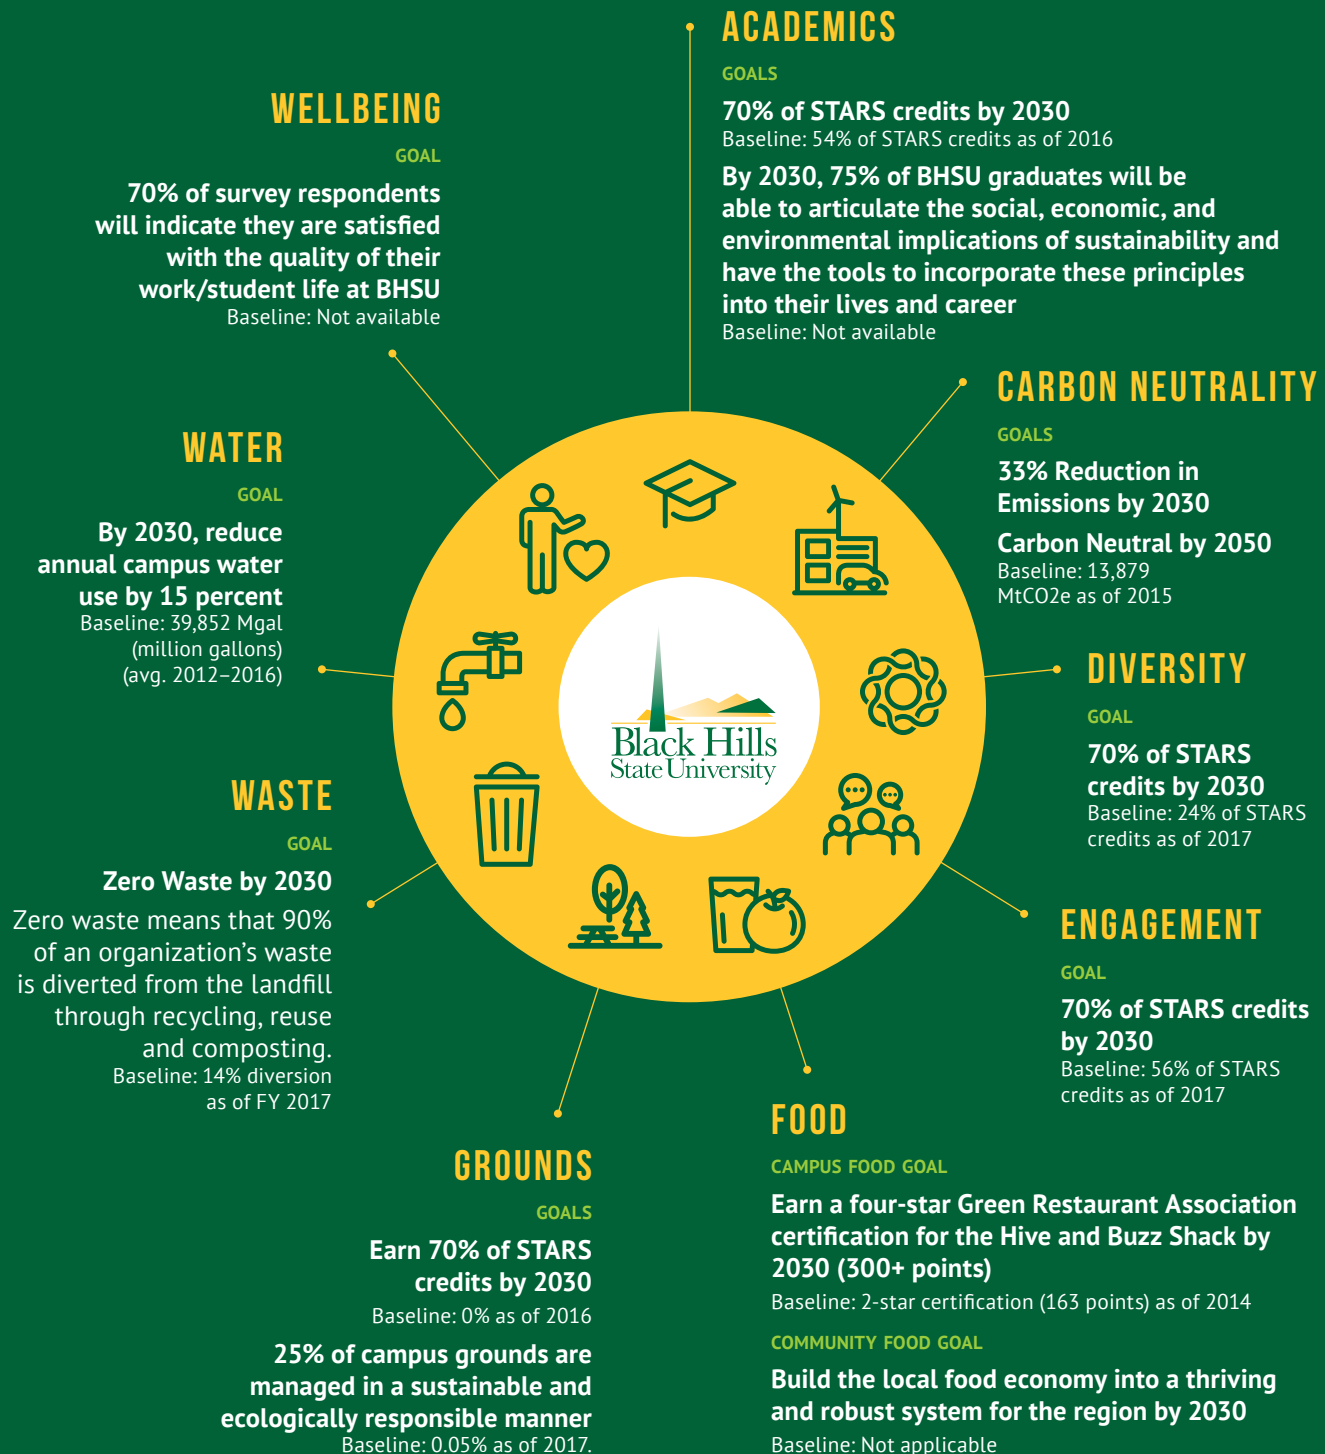 ACADEMICS
GOALS
70% of STARS credits by 2030
Baseline: 54% of STARS credits as of 2016
By 2030, 75% of BHSU graduates will be
able to articulate the social, economic, and
environmental implications of sustainability and
have the tools to incorporate these principles
into their lives and career
Baseline: Not available
CARBON NEUTRALITY
GOALS
33% Reduction in
Emissions by 2030
Carbon Neutral by 2050
Baseline: 13,879
MtCO2e as of 2015
DIVERSITY
GOAL
70% of STARS
credits by 2030
Baseline: 24% of STARS
credits as of 2017
ENGAGEMENT
GOAL
70% of STARS credits
by 2030
Baseline: 56% of STARS
credits as of 2017
FOOD
CAMPUS FOOD GOAL
Earn a four-star Green Restaurant Association
certification for the Hive and Buzz Shack by
2030 (300+ points)
Baseline: 2-star certification (163 points) as of 2014
COMMUNITY FOOD GOAL
Build the local food economy into a thriving
and robust system for the region by 2030
Baseline: Not applicable
GROUNDS
GOALS
Earn 70% of STARS
credits by 2030
Baseline: 0% as of 2016
25% of campus grounds are
managed in a sustainable and
ecologically responsible manner
Baseline: 0.05% as of 2017.
WASTE
GOAL
Zero Waste by 2030
Zero waste means that 90%
of an organization’s waste
is diverted from the landfill
through recycling, reuse
and composting.
Baseline: 14% diversion
as of FY 2017
WATER
GOAL
By 2030, reduce
annual campus water
use by 15 percent
Baseline: 39,852 Mgal
(million gallons)
(avg. 2012–2016)
WELLBEING
GOAL
70% of survey respondents
will indicate they are satisfied
with the quality of their
work/student life at BHSU
Baseline: Not available
Black Hills
State University